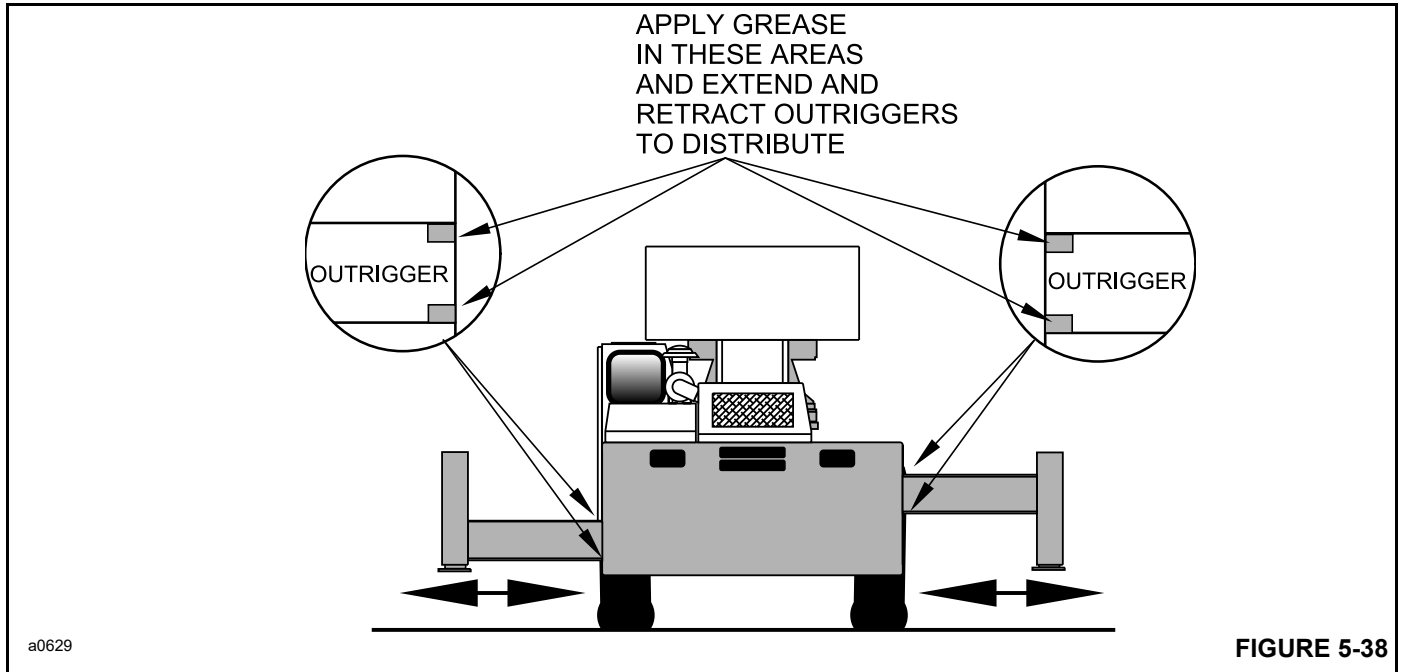 APPLY GREASE
IN THESE AREAS
AND EXTEND AND
RETRACT OUTRIGGERS
TO DISTRIBUTE
OUTRIGGER
OUTRIGGER
a0629
FIGURE 5-38